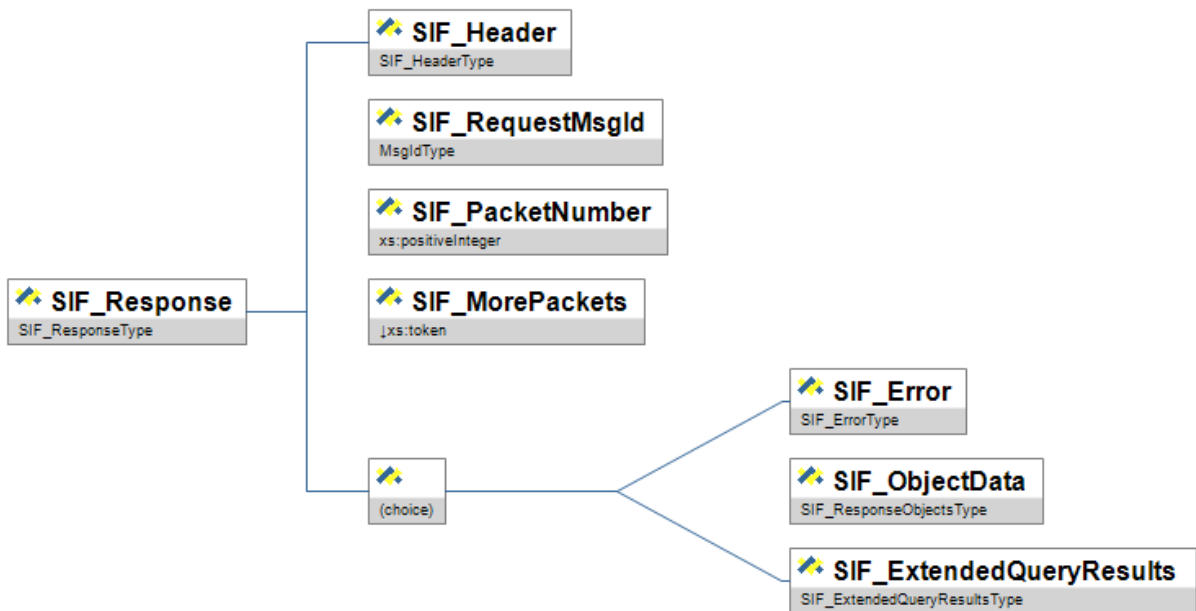 SIF_Header
SIF_HeaderType
SIF_RequestMsgId
MsgIdType
SIF_PacketNumber
xs:positiveInteger
SIF_Response
SIF_ResponseType
SIF_MorePackets
↓xs:token
SIF_Error
SIF_ErrorType
(choice)
SIF_ObjectData
SIF_ResponseObjectsType
SIF_ExtendedQueryResults
SIF_ExtendedQueryResultsType